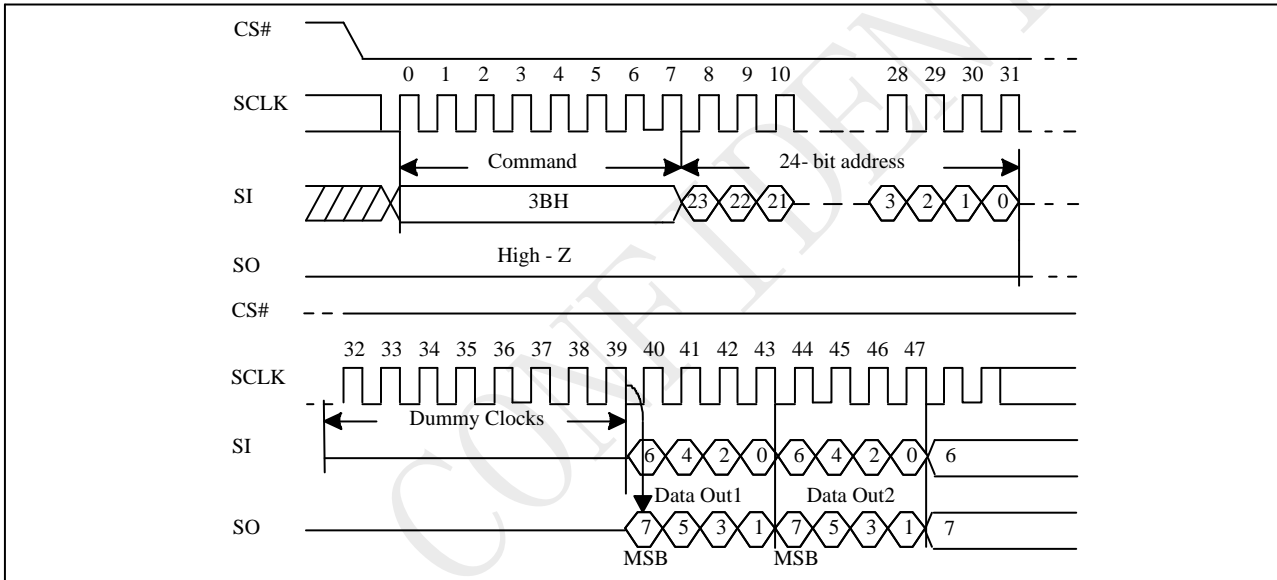 CS#
0 1 2 3 4 5 6 7 8 9 10 28 29 30 31
SCLK
Command 24- bit address
SI 3BH 23 22 21 3 2 1 0
High - Z
SO
CS#
32 33 34 35 36 37 38 39 40 41 42 43 44 45 46 47
SCLK
Dummy Clocks
SI 6 4 2 0 6 4 2 0 6
Data Out1 Data Out2
SO 7 5 3 1 7 5 3 1 7
MSB MSB
CONFIDEN